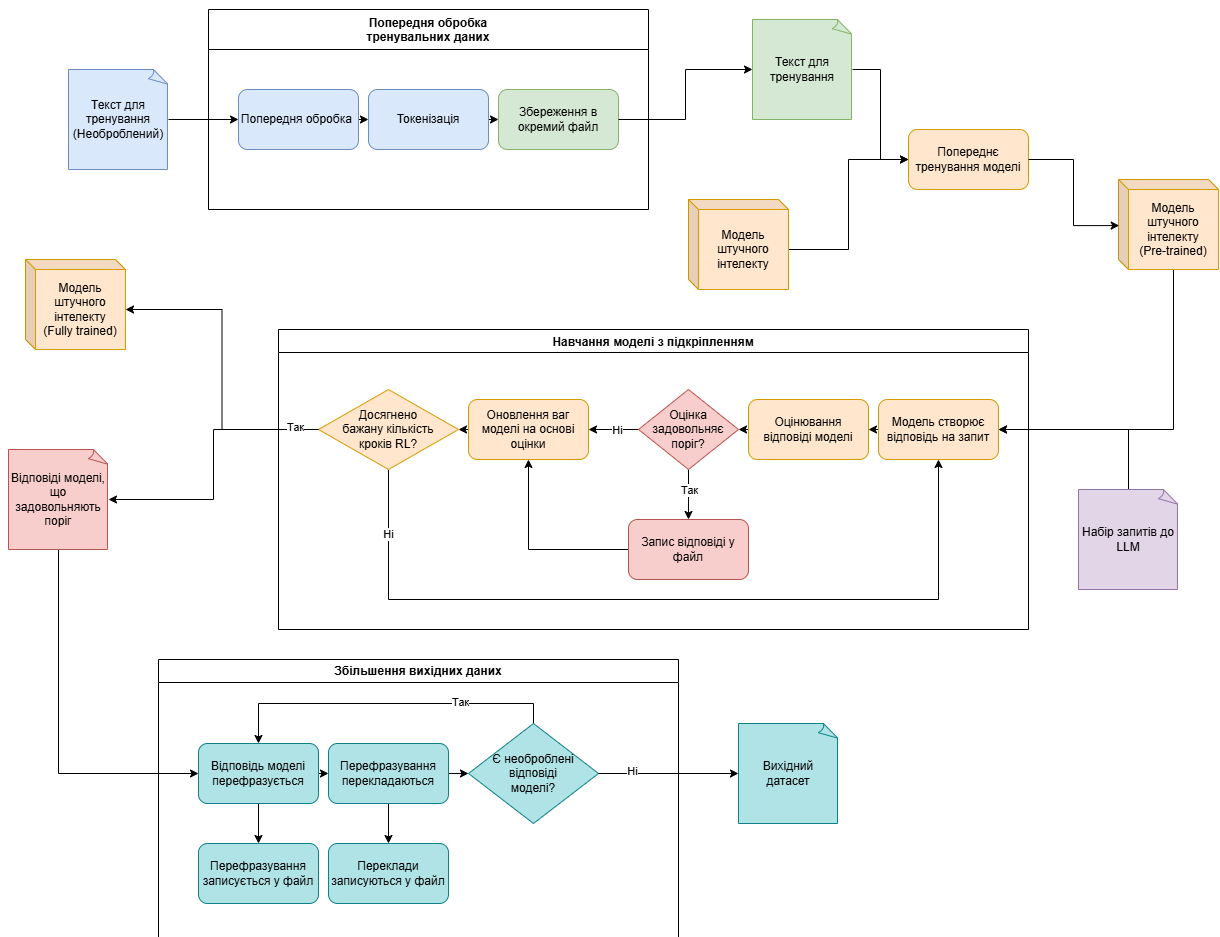 Попередня обробка
тренувальних даних
Текст для
тренування
(Необроблений)
Попередня обробка
Токенізація
Збереження в
окремий файл
Текст для
тренування
Попереднє
тренування моделі
Модель
штучного
інтелекту
Модель
штучного
інтелекту
(Pre-trained)
Модель
штучного
інтелекту
(Fully trained)
Навчання моделі з підкріпленням
Так
Досягнено
бажану кількість
кроків RL?
Оновлення ваг
моделі на основі
оцінки
Ні
Оцінка
задовольняє
поріг?
Оцінювання
відповіді моделі
Модель створює
відповідь на запит
Так
Ні
Запис відповіді у
файл
Набір запитів до
LLM
Відповіді моделі,
що
задовольняють
поріг
Збільшення вихідних даних
Так
Відповідь моделі
перефразується
Перефразування
перекладаються
Є необроблені
відповіді
моделі?
Ні
Вихідний
датасет
Перефразування
записується у файл
Переклади
записуються у файл